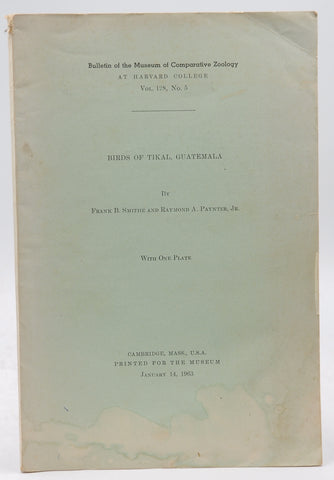 Bulletin of the Museum of Comparative Zoology
AT HARVARD COLLEGE
Vol. 128, No. 5
BIRDS OF TIKAL, GUATEMALA
By
Frank B. Smithe and Raymond A. Paynter, Jr.
With One Plate
CAMBRIDGE, MASS., U.S.A.
PRINTED FOR THE MUSEUM
January 14, 1963